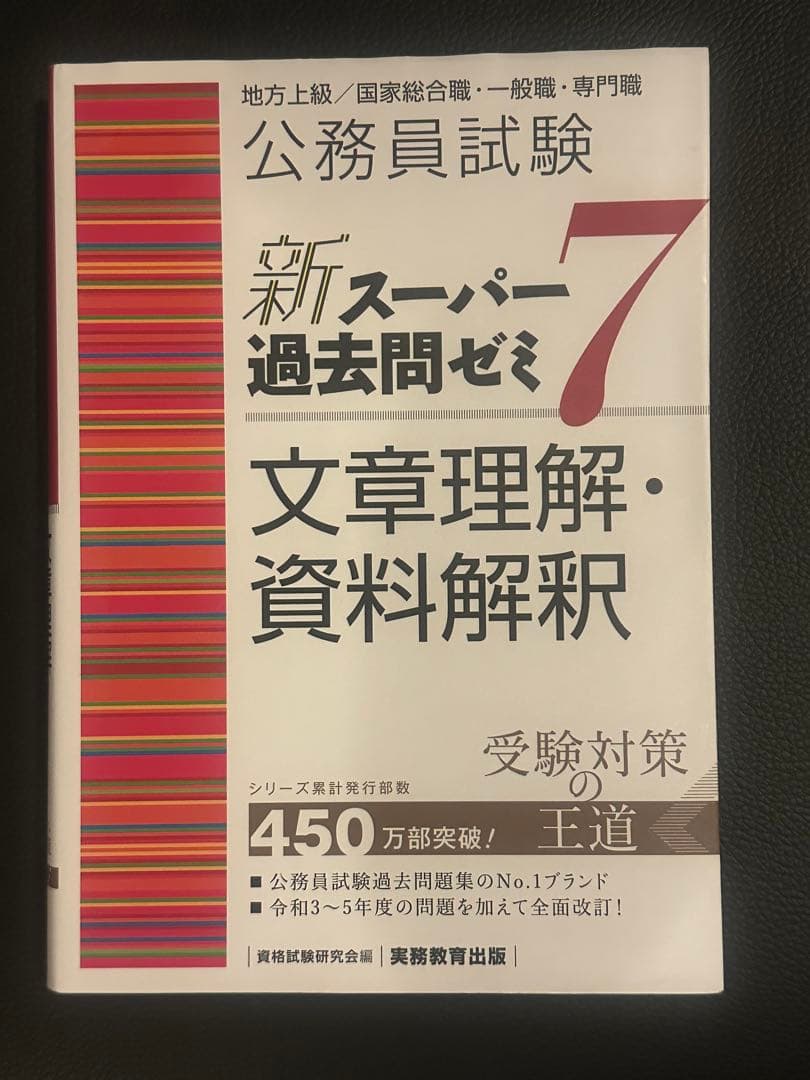 地方上級／国家総合職・一般職・専門職
公務員試験
新スーパー
過去問ゼミ7
文章理解・
資料解釈
受験対策
の
王道
シリーズ累計発行部数
450万部突破！
■ 公務員試験過去問題集のNo.1ブランド
■ 令和3〜5年度の問題を加えて全面改訂！
資格試験研究会編｜実務教育出版